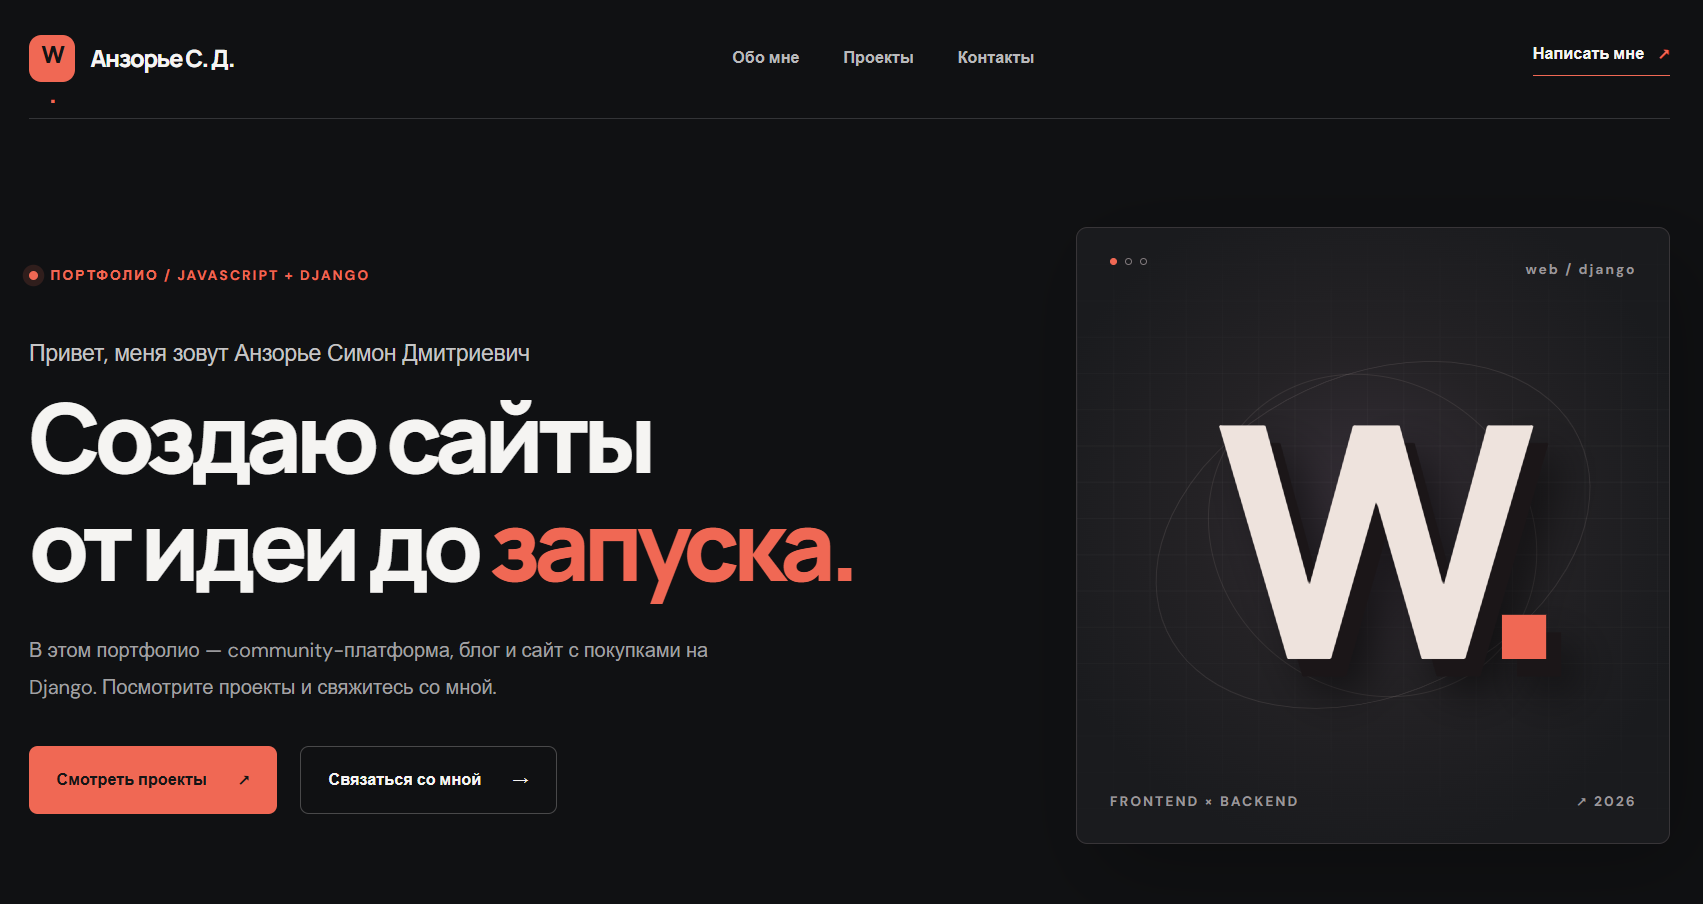 W
Анзорье С. Д.
Обо мне
Проекты
Контакты
Написать мне ↗
ПОРТФОЛИО / JAVASCRIPT + DJANGO
Привет, меня зовут Анзорье Симон Дмитриевич
Создаю сайты
от идеи до запуска.
В этом портфолио — community-платформа, блог и сайт с покупками на
Django. Посмотрите проекты и свяжитесь со мной.
Смотреть проекты ↗
Связаться со мной →
web / django
W.
FRONTEND × BACKEND
↗ 2026